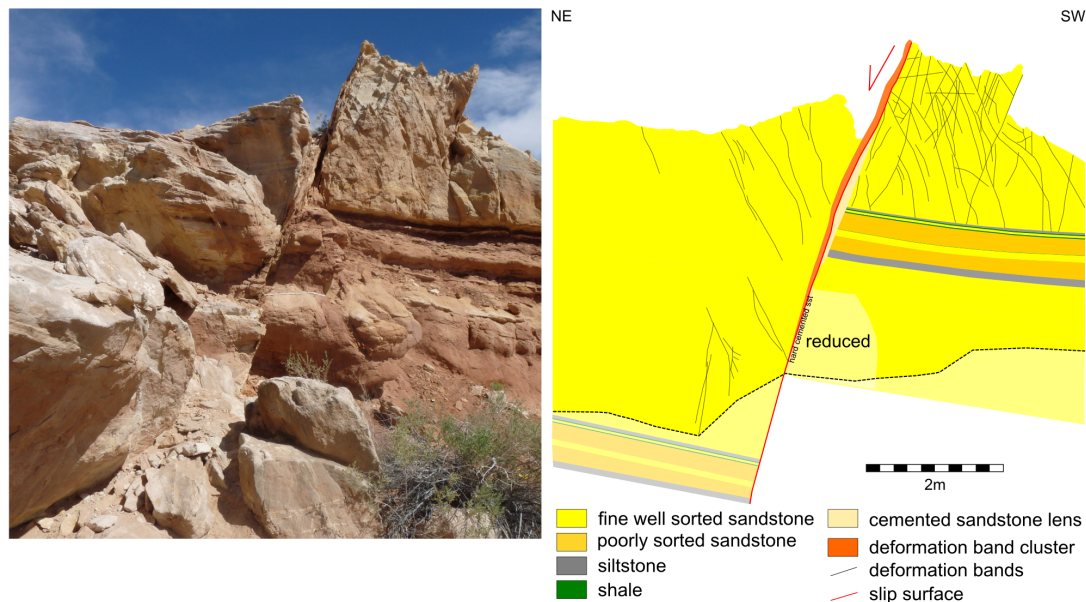 NE
SW
hard cemented sst
reduced
2m
fine well sorted sandstone
poorly sorted sandstone
siltstone
shale
cemented sandstone lens
deformation band cluster
deformation bands
slip surface